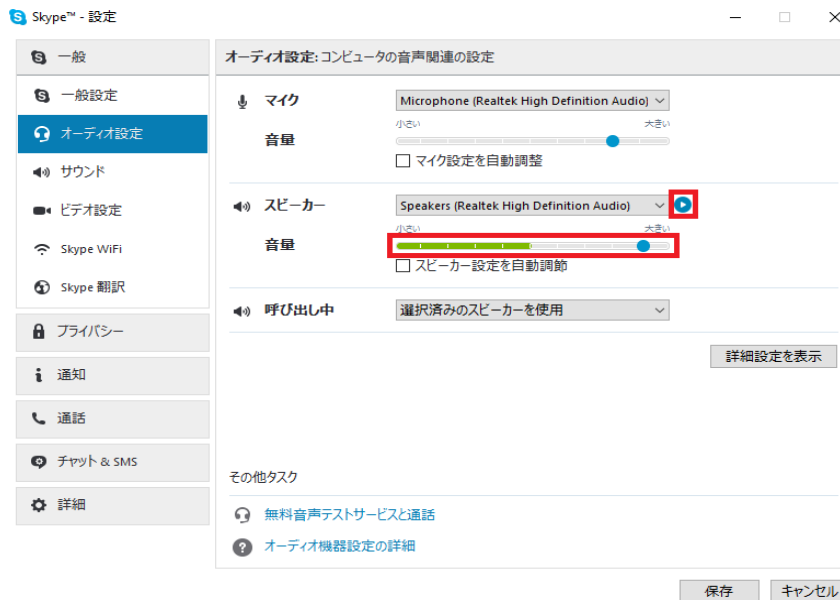 Skype™ - 設定
一般
一般設定
オーディオ設定
サウンド
ビデオ設定
Skype WiFi
Skype 翻訳
プライバシー
通知
通話
チャット & SMS
詳細
オーディオ設定: コンピュータの音声関連の設定
マイク
Microphone (Realtek High Definition Audio)
小さい 大きい
音量
マイク設定を自動調整
スピーカー
Speakers (Realtek High Definition Audio)
小さい 大きい
音量
スピーカー設定を自動調節
呼び出し中
選択済みのスピーカーを使用
詳細設定を表示
その他タスク
無料音声テストサービスと通話
オーディオ機器設定の詳細
保存
キャンセル